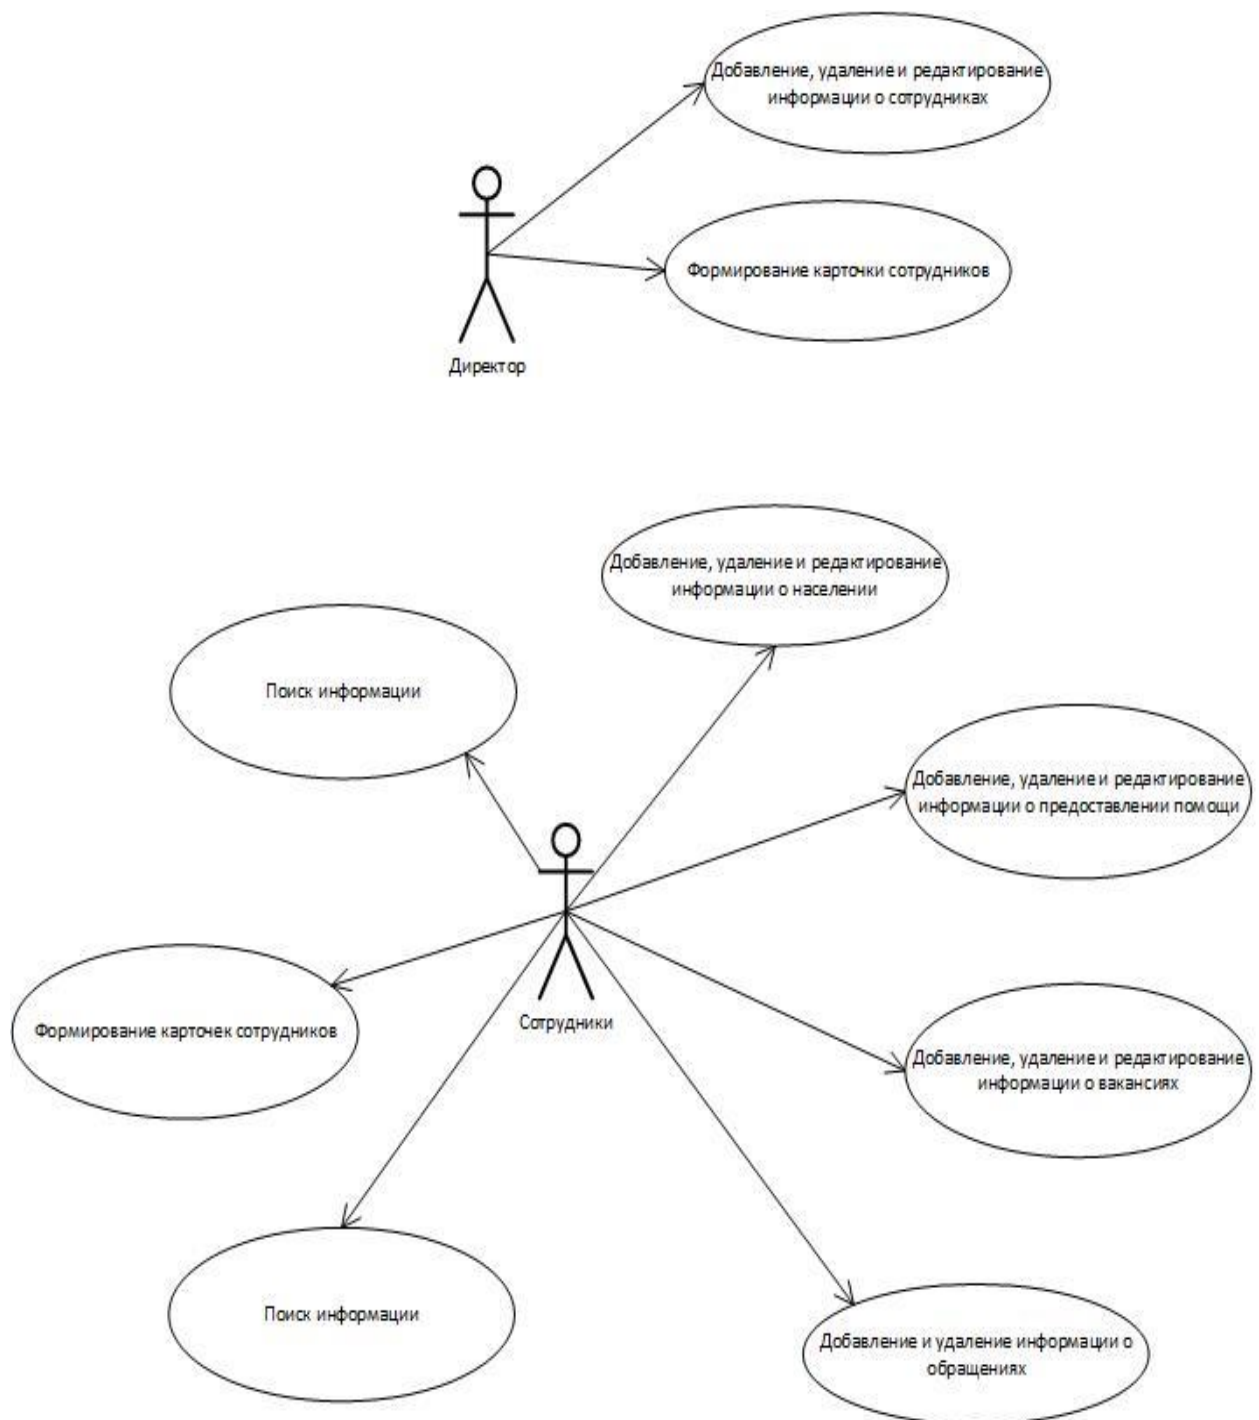 Добавление, удаление и редактирование
информации о сотрудниках
Формирование карточки сотрудников
Директор
Добавление, удаление и редактирование
информации о населении
Поиск информации
Добавление, удаление и редактирование
информации о предоставлении помощи
Сотрудники
Формирование карточек сотрудников
Добавление, удаление и редактирование
информации о вакансиях
Поиск информации
Добавление и удаление информации о
обращениях